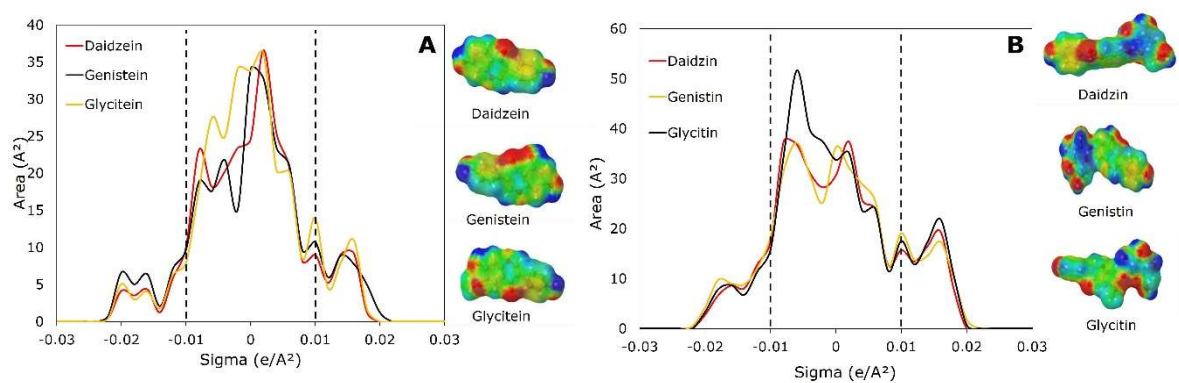 A
Daidzein
Genistein
Glycitein
Area (A²)
40
35
30
25
20
15
10
5
0
-0.03
-0.02
-0.01
0
0.01
0.02
0.03
Sigma (e/A²)
Daidzein
Genistein
Glycitein
B
Daidzin
Genistin
Glycitin
Area (A²)
60
50
40
30
20
10
0
-0.03
-0.02
-0.01
0
0.01
0.02
0.03
Sigma (e/A²)
Daidzin
Genistin
Glycitin